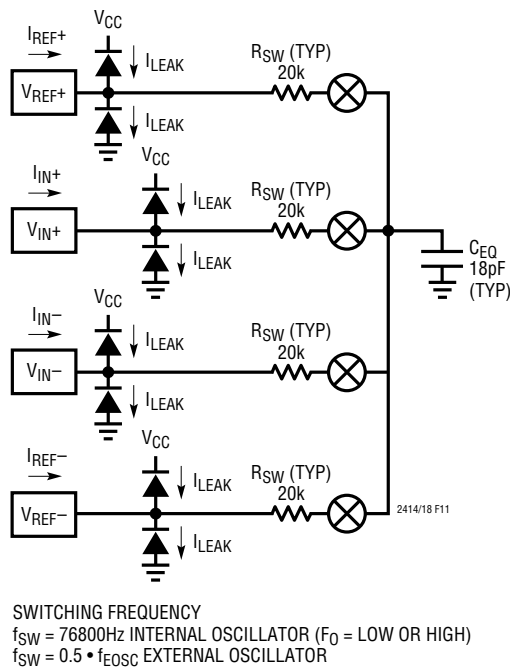 VCC
IREF+
VREF+
ILEAK
ILEAK
RSW (TYP)
20k
VCC
IIN+
VIN+
ILEAK
ILEAK
RSW (TYP)
20k
CEQ
18pF
(TYP)
VCC
IIN–
VIN–
ILEAK
ILEAK
RSW (TYP)
20k
VCC
IREF–
VREF–
ILEAK
ILEAK
RSW (TYP)
20k
2414/18 F11
SWITCHING FREQUENCY
fSW = 76800Hz INTERNAL OSCILLATOR (FO = LOW OR HIGH)
fSW = 0.5 • fEOSC EXTERNAL OSCILLATOR